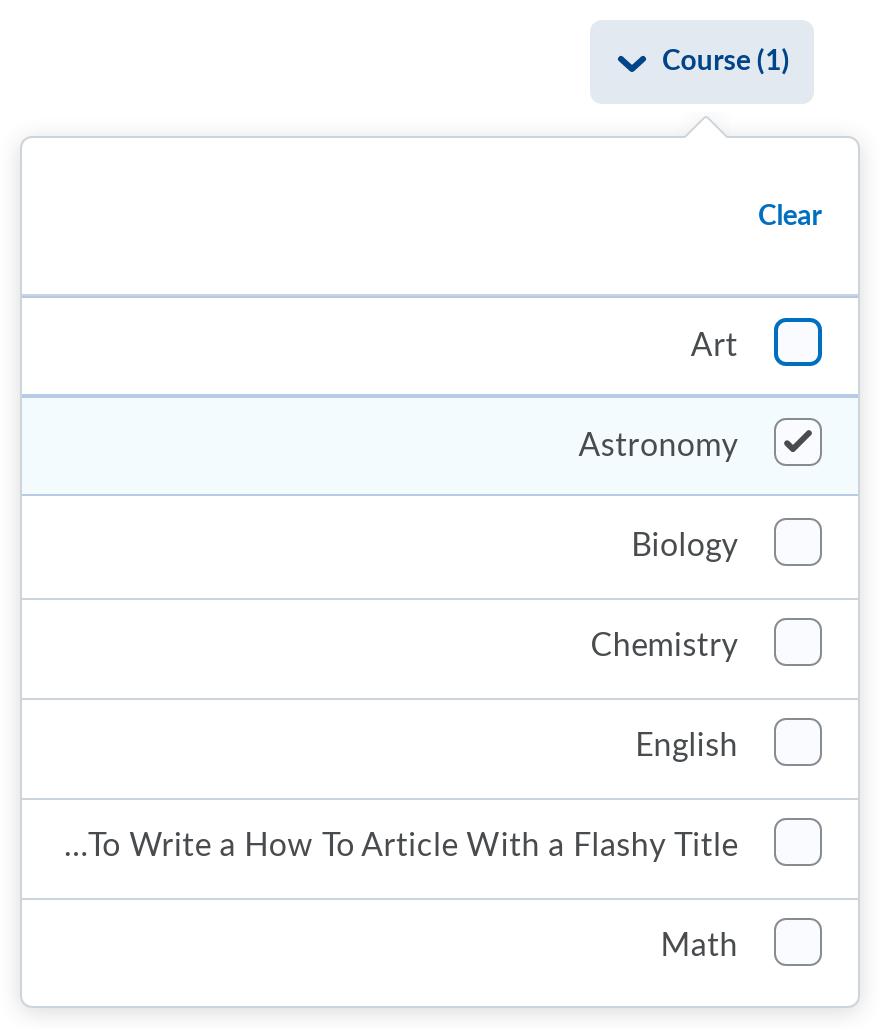 Course (1)
Clear
Art
Astronomy
Biology
Chemistry
English
...To Write a How To Article With a Flashy Title
Math